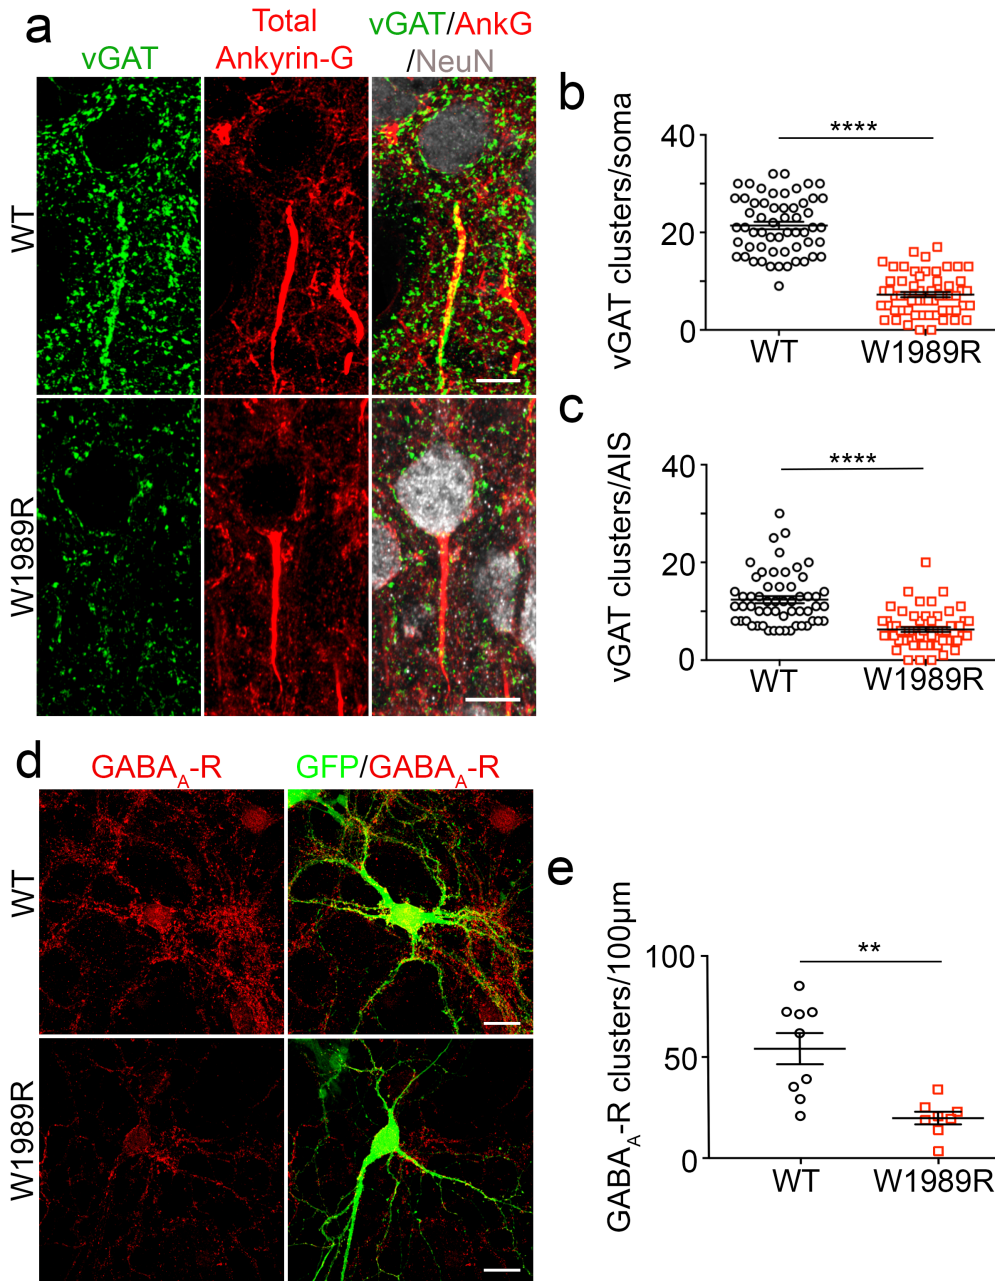 a
vGAT
Total
Ankyrin-G
vGAT/AnkG
/NeuN
WT
W1989R
b
vGAT clusters/soma
40
20
0
****
WT
W1989R
c
vGAT clusters/AIS
40
20
0
****
WT
W1989R
d
GABAA-R
GFP/GABAA-R
WT
W1989R
e
GABAA-R clusters/100μm
100
50
0
**
WT
W1989R